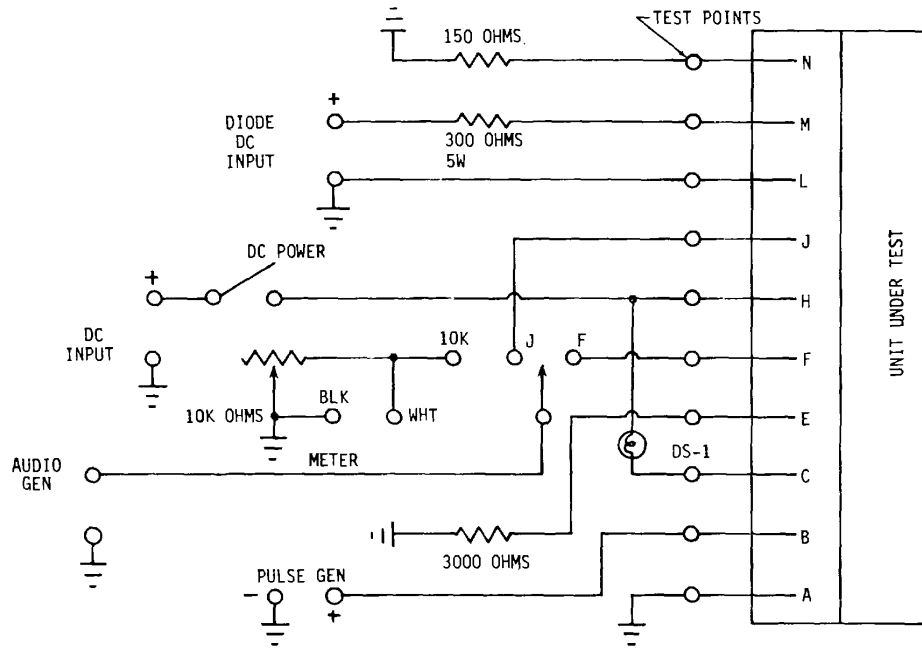 TEST POINTS
150 OHMS
N
+
DIODE
DC
INPUT
300 OHMS
5W
M
L
J
DC POWER
+
H
DC
INPUT
10K
J
F
F
10K OHMS
BLK
WHT
E
AUDIO
GEN
METER
DS-1
C
3000 OHMS
B
PULSE GEN
-
+
A
UNIT UNDER TEST